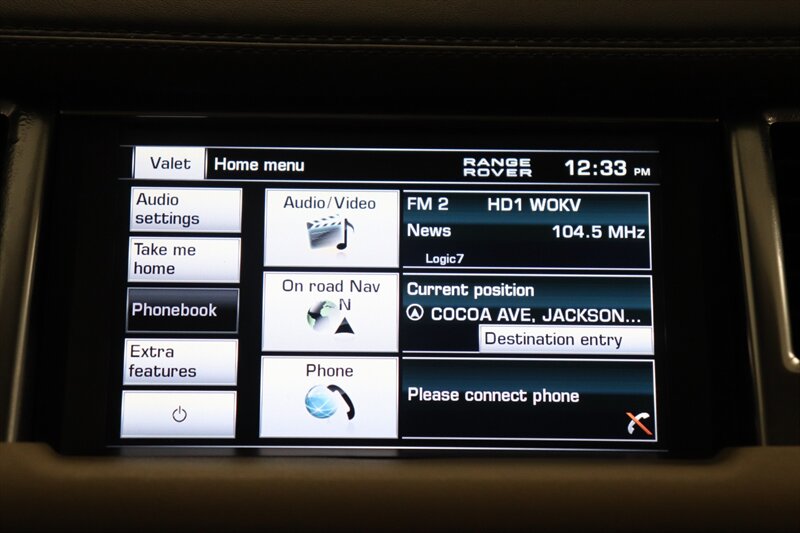 Valet Home menu RANGE ROVER 12:33 PM
Audio settings
Take me home
Phonebook
Extra features
Audio/Video
On road Nav
N
Phone
FM 2 HD1 WOKV
News 104.5 MHz
Logic7
Current position
COCOA AVE, JACKSON...
Destination entry
Please connect phone